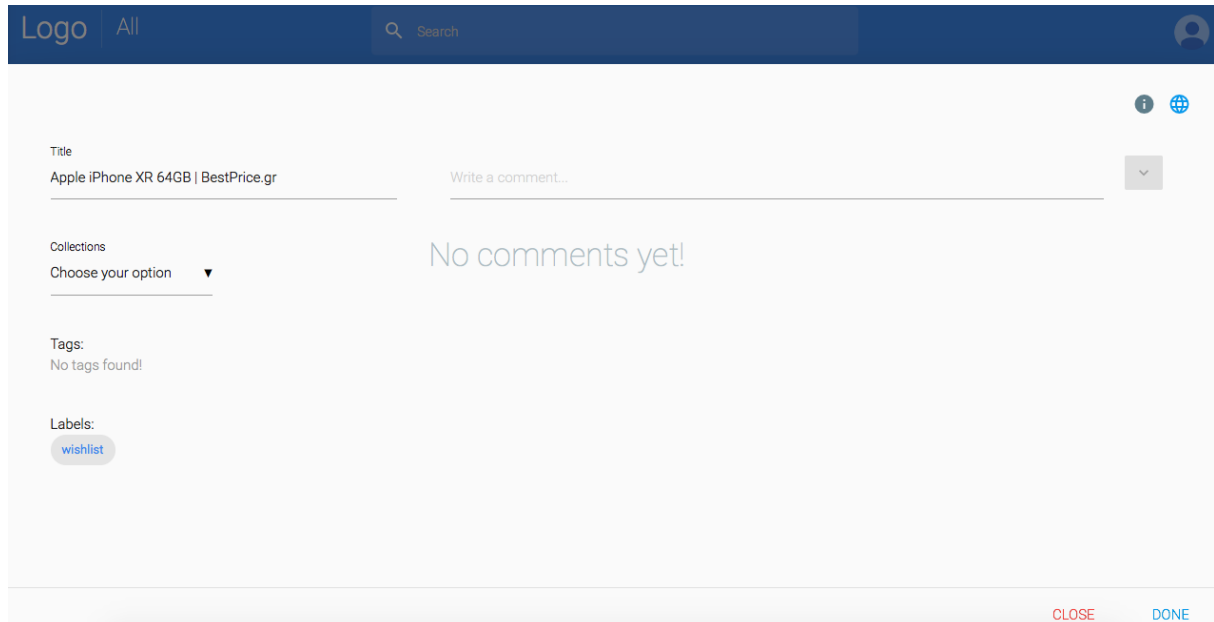 Logo
All
Search
Title
Apple iPhone XR 64GB | BestPrice.gr
Write a comment...
Collections
Choose your option
No comments yet!
Tags:
No tags found!
Labels:
wishlist
CLOSE
DONE